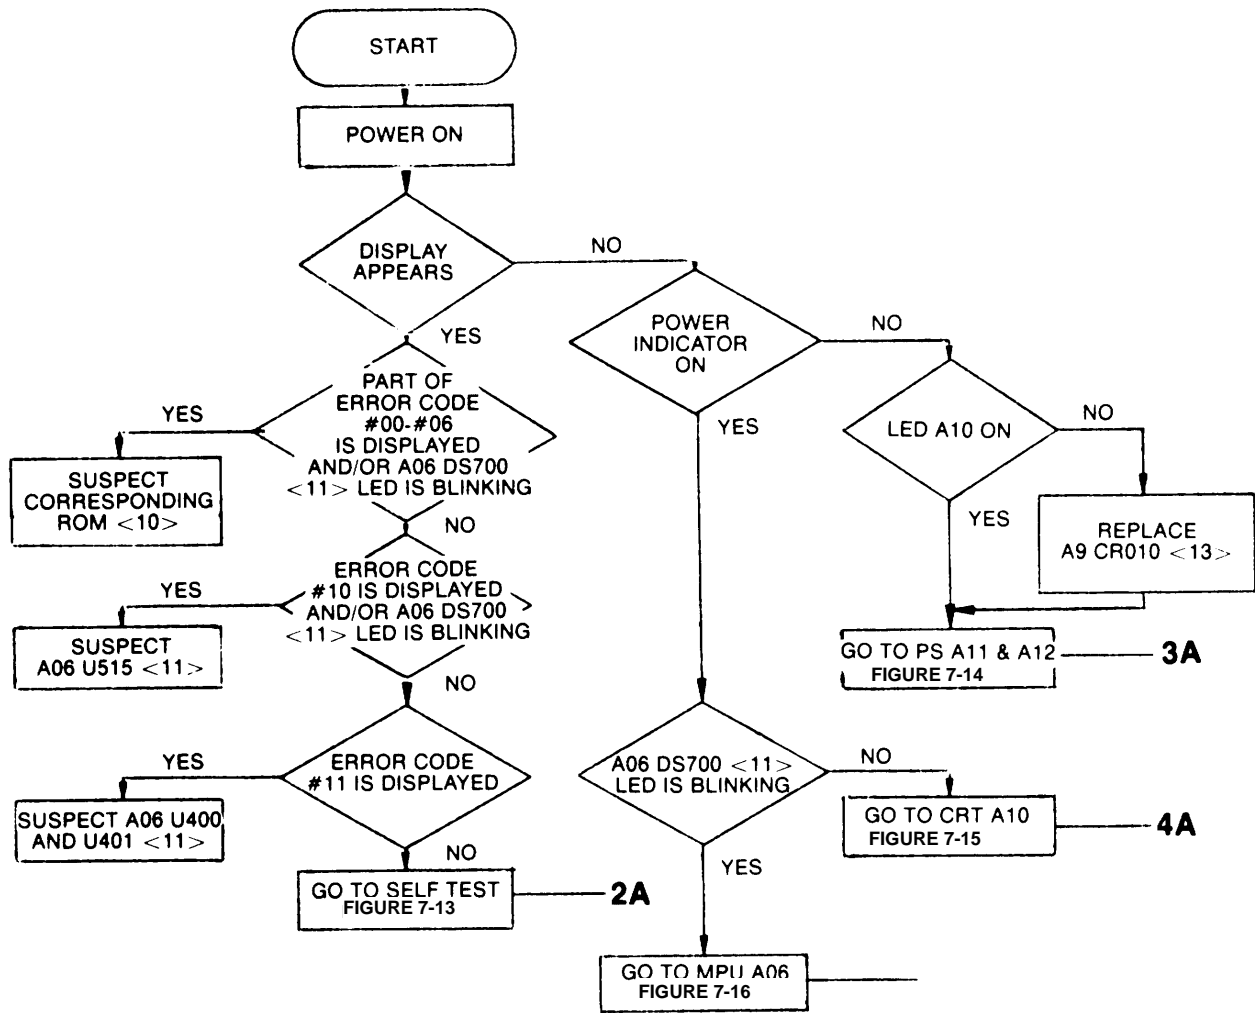 START
POWER ON
DISPLAY
APPEARS
NO
YES
POWER
INDICATOR
ON
NO
YES
LED A10 ON
NO
YES
REPLACE
A9 CR010 <13>
GO TO PS A11 & A12
FIGURE 7-14
3A
PART OF
ERROR CODE
#00-#06
IS DISPLAYED
AND/OR A06 DS700
<11> LED IS BLINKING
YES
SUSPECT
CORRESPONDING
ROM <10>
NO
ERROR CODE
#10 IS DISPLAYED
AND/OR A06 DS700
<11> LED IS BLINKING
YES
SUSPECT
A06 U515 <11>
NO
ERROR CODE
#11 IS DISPLAYED
YES
SUSPECT A06 U400
AND U401 <11>
NO
GO TO SELF TEST
FIGURE 7-13
2A
A06 DS700 <11>
LED IS BLINKING
NO
GO TO CRT A10
FIGURE 7-15
4A
YES
GO TO MPU A06
FIGURE 7-16